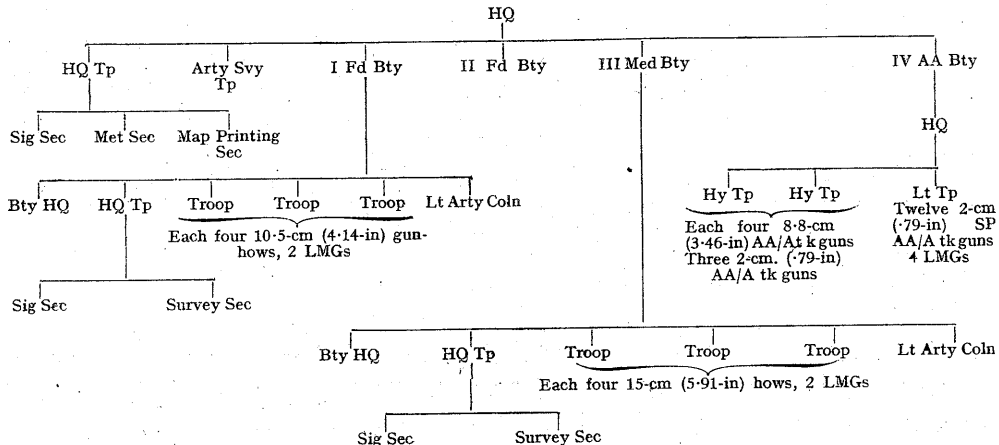 HQ
HQ Tp
Arty Svy
Tp
I Fd Bty
II Fd Bty
III Med Bty
IV AA Bty
Sig Sec
Met Sec
Map Printing
Sec
HQ
Bty HQ
HQ Tp
Troop
Troop
Troop
Lt Arty Coln
Each four 10·5-cm (4·14-in) gun-
hows, 2 LMGs
Hy Tp
Hy Tp
Each four 8·8-cm
(3·46-in) AA/At k guns
Three 2-cm. (·79-in)
AA/A tk guns
Lt Tp
Twelve 2-cm
(·79-in) SP
AA/A tk guns
4 LMGs
Sig Sec
Survey Sec
Bty HQ
HQ Tp
Troop
Troop
Troop
Lt Arty Coln
Each four 15-cm (5·91-in) hows, 2 LMGs
Sig Sec
Survey Sec